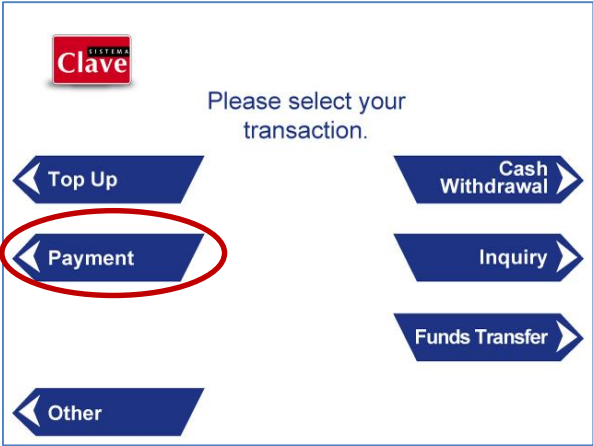 SISTEMA
Clave
Please select your
transaction.
Top Up
Cash
Withdrawal
Payment
Inquiry
Funds Transfer
Other